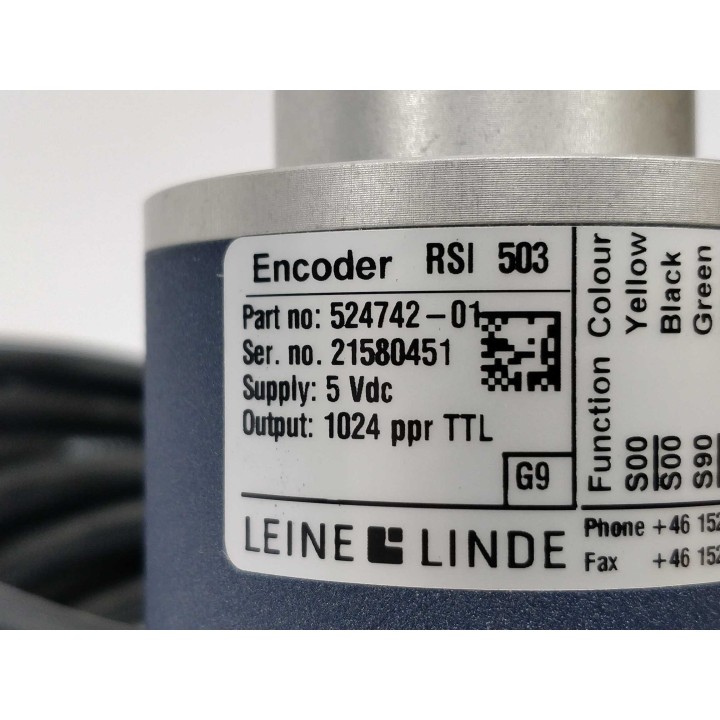 Encoder RSI 503
Part no: 524742-01
Ser. no. 21580451
Supply: 5 Vdc
Output: 1024 ppr TTL
G9
LEINE LINDE
Function Colour
S00 Yellow
S00 Black
S90 Green
Phone +46 152
Fax +46 152